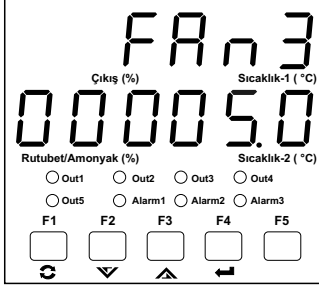 FAn3
Çıkış (%) Sıcaklık-1 ( °C)
00005.0
Rutubet/Amonyak (%) Sıcaklık-2 ( °C)
Out1 Out2 Out3 Out4
Out5 Alarm1 Alarm2 Alarm3
F1 F2 F3 F4 F5